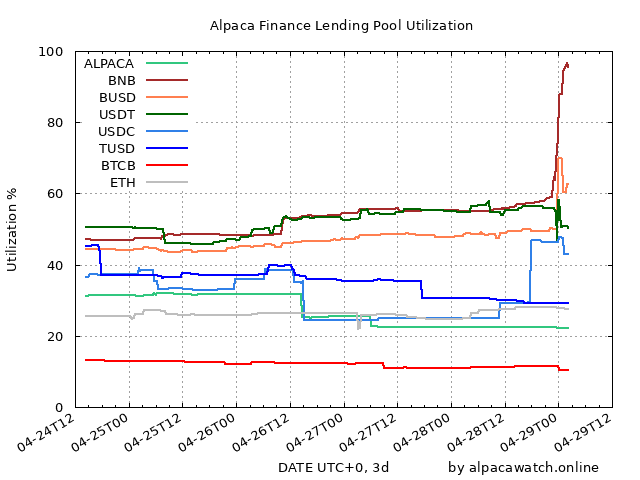 Alpaca Finance Lending Pool Utilization
100
80
60
40
20
0
Utilization %
ALPACA
BNB
BUSD
USDT
USDC
TUSD
BTCB
ETH
04-24T12
04-25T00
04-25T12
04-26T00
04-26T12
04-27T00
04-27T12
04-28T00
04-28T12
04-29T00
04-29T12
DATE UTC+0, 3d
by alpacawatch.online